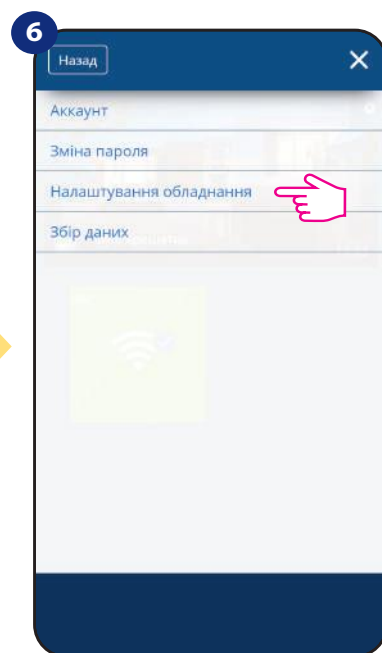 6
Назад
Аккаунт
Зміна пароля
Налаштування обладнання
Збір даних